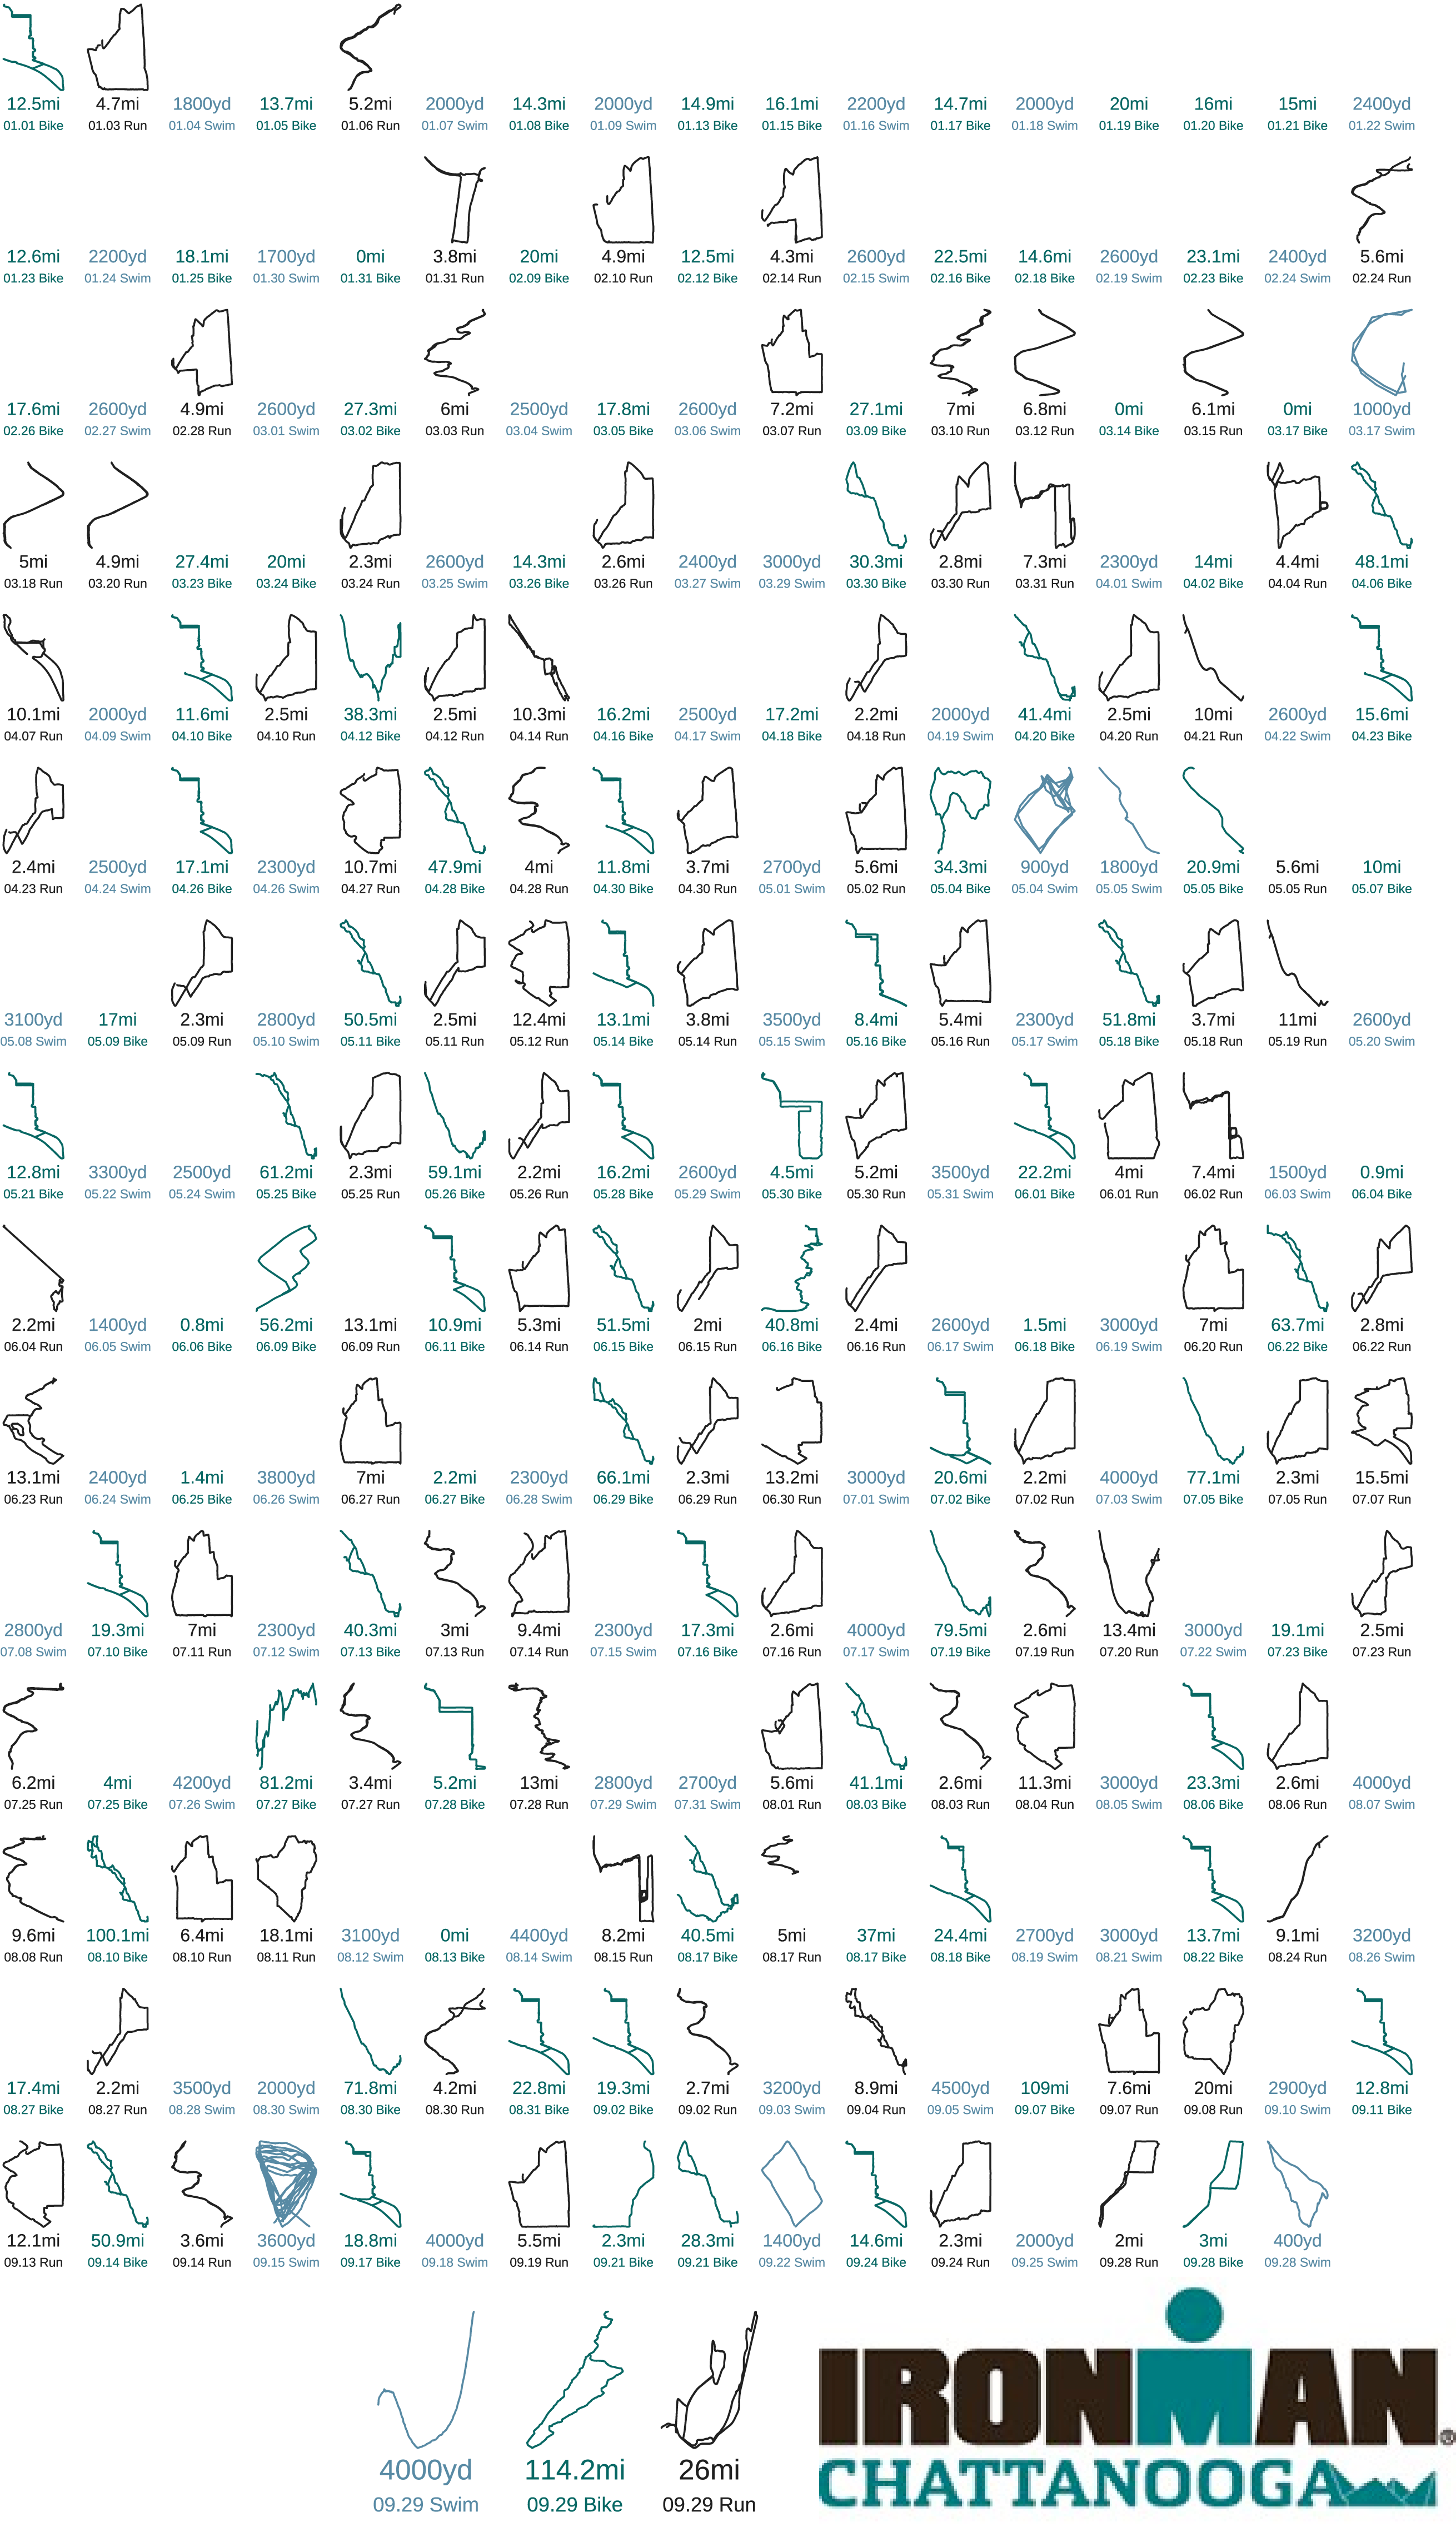 12.5mi 4.7mi 1800yd 13.7mi 5.2mi 2000yd 14.3mi 2000yd 14.9mi 16.1mi 2200yd 14.7mi 2000yd 20mi 16mi 15mi 2400yd
01.01 Bike 01.03 Run 01.04 Swim 01.05 Bike 01.06 Run 01.07 Swim 01.08 Bike 01.09 Swim 01.13 Bike 01.15 Bike 01.16 Swim 01.17 Bike 01.18 Swim 01.19 Bike 01.20 Bike 01.21 Bike 01.22 Swim
12.6mi 2200yd 18.1mi 1700yd 0mi 3.8mi 20mi 4.9mi 12.5mi 4.3mi 2600yd 22.5mi 14.6mi 2600yd 23.1mi 2400yd 5.6mi
01.23 Bike 01.24 Swim 01.25 Bike 01.30 Swim 01.31 Bike 01.31 Run 02.09 Bike 02.10 Run 02.12 Bike 02.14 Run 02.15 Swim 02.16 Bike 02.18 Bike 02.19 Swim 02.23 Bike 02.24 Swim 02.24 Run
17.6mi 2600yd 4.9mi 2600yd 27.3mi 6mi 2500yd 17.8mi 2600yd 7.2mi 27.1mi 7mi 6.8mi 0mi 6.1mi 0mi 1000yd
02.26 Bike 02.27 Swim 02.28 Run 03.01 Swim 03.02 Bike 03.03 Run 03.04 Swim 03.05 Bike 03.06 Swim 03.07 Run 03.09 Bike 03.10 Run 03.12 Run 03.14 Bike 03.15 Run 03.17 Bike 03.17 Swim
5mi 4.9mi 27.4mi 20mi 2.3mi 2600yd 14.3mi 2.6mi 2400yd 3000yd 30.3mi 2.8mi 7.3mi 2300yd 14mi 4.4mi 48.1mi
03.18 Run 03.20 Run 03.23 Bike 03.24 Bike 03.24 Run 03.25 Swim 03.26 Bike 03.26 Run 03.27 Swim 03.29 Swim 03.30 Bike 03.30 Run 03.31 Run 04.01 Swim 04.02 Bike 04.04 Run 04.06 Bike
10.1mi 2000yd 11.6mi 2.5mi 38.3mi 2.5mi 10.3mi 16.2mi 2500yd 17.2mi 2.2mi 2000yd 41.4mi 2.5mi 10mi 2600yd 15.6mi
04.07 Run 04.09 Swim 04.10 Bike 04.10 Run 04.12 Bike 04.12 Run 04.14 Run 04.16 Bike 04.17 Swim 04.18 Bike 04.18 Run 04.19 Swim 04.20 Bike 04.20 Run 04.21 Run 04.22 Swim 04.23 Bike
2.4mi 2500yd 17.1mi 2300yd 10.7mi 47.9mi 4mi 11.8mi 3.7mi 2700yd 5.6mi 34.3mi 900yd 1800yd 20.9mi 5.6mi 10mi
04.23 Run 04.24 Swim 04.26 Bike 04.26 Swim 04.27 Run 04.28 Bike 04.28 Run 04.30 Bike 04.30 Run 05.01 Swim 05.02 Run 05.04 Bike 05.04 Swim 05.05 Swim 05.05 Bike 05.05 Run 05.07 Bike
3100yd 17mi 2.3mi 2800yd 50.5mi 2.5mi 12.4mi 13.1mi 3.8mi 3500yd 8.4mi 5.4mi 2300yd 51.8mi 3.7mi 11mi 2600yd
05.08 Swim 05.09 Bike 05.09 Run 05.10 Swim 05.11 Bike 05.11 Run 05.12 Run 05.14 Bike 05.14 Run 05.15 Swim 05.16 Bike 05.16 Run 05.17 Swim 05.18 Bike 05.18 Run 05.19 Run 05.20 Swim
12.8mi 3300yd 2500yd 61.2mi 2.3mi 59.1mi 2.2mi 16.2mi 2600yd 4.5mi 5.2mi 3500yd 22.2mi 4mi 7.4mi 1500yd 0.9mi
05.21 Bike 05.22 Swim 05.24 Swim 05.25 Bike 05.25 Run 05.26 Bike 05.26 Run 05.28 Bike 05.29 Swim 05.30 Bike 05.30 Run 05.31 Swim 06.01 Bike 06.01 Run 06.02 Run 06.03 Swim 06.04 Bike
2.2mi 1400yd 0.8mi 56.2mi 13.1mi 10.9mi 5.3mi 51.5mi 2mi 40.8mi 2.4mi 2600yd 1.5mi 3000yd 7mi 63.7mi 2.8mi
06.04 Run 06.05 Swim 06.06 Bike 06.09 Bike 06.09 Run 06.11 Bike 06.14 Run 06.15 Bike 06.15 Run 06.16 Bike 06.16 Run 06.17 Swim 06.18 Bike 06.19 Swim 06.20 Run 06.22 Bike 06.22 Run
13.1mi 2400yd 1.4mi 3800yd 7mi 2.2mi 2300yd 66.1mi 2.3mi 13.2mi 3000yd 20.6mi 2.2mi 4000yd 77.1mi 2.3mi 15.5mi
06.23 Run 06.24 Swim 06.25 Bike 06.26 Swim 06.27 Run 06.27 Bike 06.28 Swim 06.29 Bike 06.29 Run 06.30 Run 07.01 Swim 07.02 Bike 07.02 Run 07.03 Swim 07.05 Bike 07.05 Run 07.07 Run
2800yd 19.3mi 7mi 2300yd 40.3mi 3mi 9.4mi 2300yd 17.3mi 2.6mi 4000yd 79.5mi 2.6mi 13.4mi 3000yd 19.1mi 2.5mi
07.08 Swim 07.10 Bike 07.11 Run 07.12 Swim 07.13 Bike 07.13 Run 07.14 Run 07.15 Swim 07.16 Bike 07.16 Run 07.17 Swim 07.19 Bike 07.19 Run 07.20 Run 07.22 Swim 07.23 Bike 07.23 Run
6.2mi 4mi 4200yd 81.2mi 3.4mi 5.2mi 13mi 2800yd 2700yd 5.6mi 41.1mi 2.6mi 11.3mi 3000yd 23.3mi 2.6mi 4000yd
07.25 Run 07.25 Bike 07.26 Swim 07.27 Bike 07.27 Run 07.28 Bike 07.28 Run 07.29 Swim 07.31 Swim 08.01 Run 08.03 Bike 08.03 Run 08.04 Run 08.05 Swim 08.06 Bike 08.06 Run 08.07 Swim
9.6mi 100.1mi 6.4mi 18.1mi 3100yd 0mi 4400yd 8.2mi 40.5mi 5mi 37mi 24.4mi 2700yd 3000yd 13.7mi 9.1mi 3200yd
08.08 Run 08.10 Bike 08.10 Run 08.11 Run 08.12 Swim 08.13 Bike 08.14 Swim 08.15 Run 08.17 Bike 08.17 Run 08.17 Bike 08.18 Bike 08.19 Swim 08.21 Swim 08.22 Bike 08.24 Run 08.26 Swim
17.4mi 2.2mi 3500yd 2000yd 71.8mi 4.2mi 22.8mi 19.3mi 2.7mi 3200yd 8.9mi 4500yd 109mi 7.6mi 20mi 2900yd 12.8mi
08.27 Bike 08.27 Run 08.28 Swim 08.30 Swim 08.30 Bike 08.30 Run 08.31 Bike 09.02 Bike 09.02 Run 09.03 Swim 09.04 Run 09.05 Swim 09.07 Bike 09.07 Run 09.08 Run 09.10 Swim 09.11 Bike
12.1mi 50.9mi 3.6mi 3600yd 18.8mi 4000yd 5.5mi 2.3mi 28.3mi 1400yd 14.6mi 2.3mi 2000yd 2mi 3mi 400yd
09.13 Run 09.14 Bike 09.14 Run 09.15 Swim 09.17 Bike 09.18 Swim 09.19 Run 09.21 Bike 09.21 Bike 09.22 Swim 09.24 Bike 09.24 Run 09.25 Swim 09.28 Run 09.28 Bike 09.28 Swim
4000yd 114.2mi 26mi
09.29 Swim 09.29 Bike 09.29 Run
IRONMAN®
CHATTANOOGA